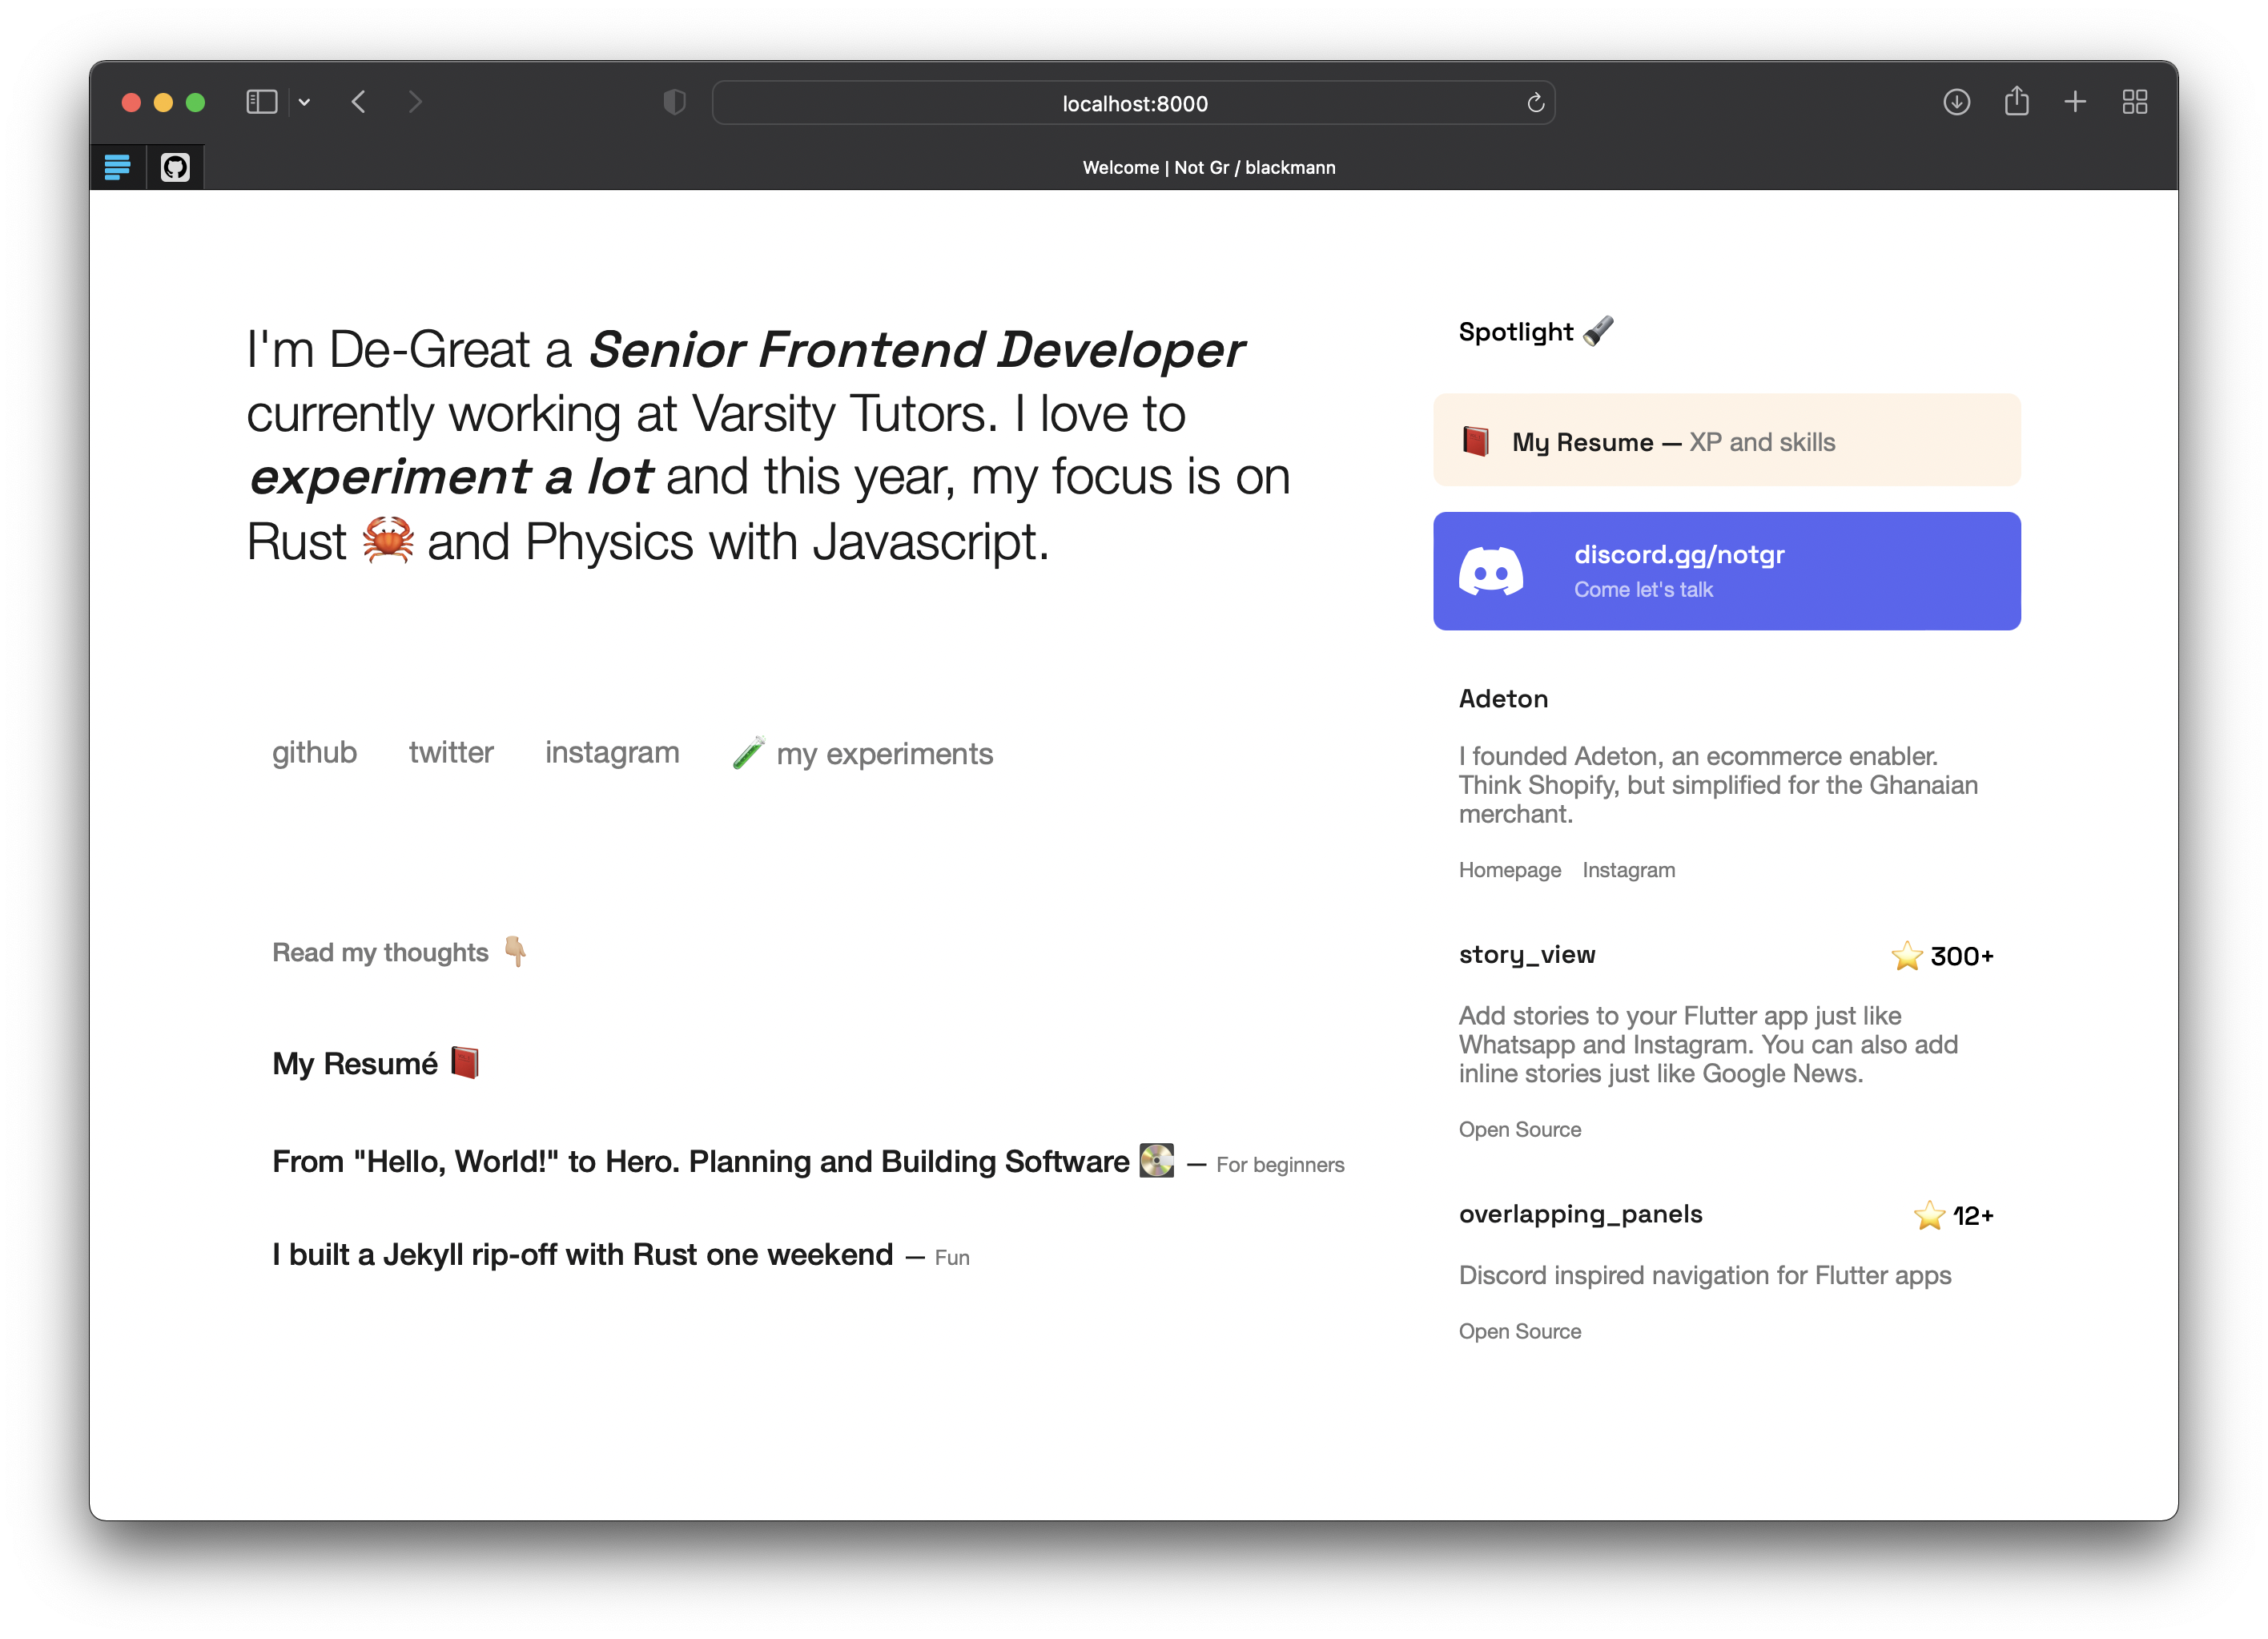 localhost:8000
Welcome | Not Gr / blackmann
I'm De-Great a Senior Frontend Developer
currently working at Varsity Tutors. I love to
experiment a lot and this year, my focus is on
Rust 🦀 and Physics with Javascript.
github twitter instagram 🧪 my experiments
Read my thoughts 👇🏼
My Resumé 📕
From "Hello, World!" to Hero. Planning and Building Software 💽 — For beginners
I built a Jekyll rip-off with Rust one weekend — Fun
Spotlight 🔦
📕 My Resume — XP and skills
discord.gg/notgr
Come let's talk
Adeton
I founded Adeton, an ecommerce enabler.
Think Shopify, but simplified for the Ghanaian
merchant.
Homepage Instagram
story_view ⭐ 300+
Add stories to your Flutter app just like
Whatsapp and Instagram. You can also add
inline stories just like Google News.
Open Source
overlapping_panels ⭐ 12+
Discord inspired navigation for Flutter apps
Open Source